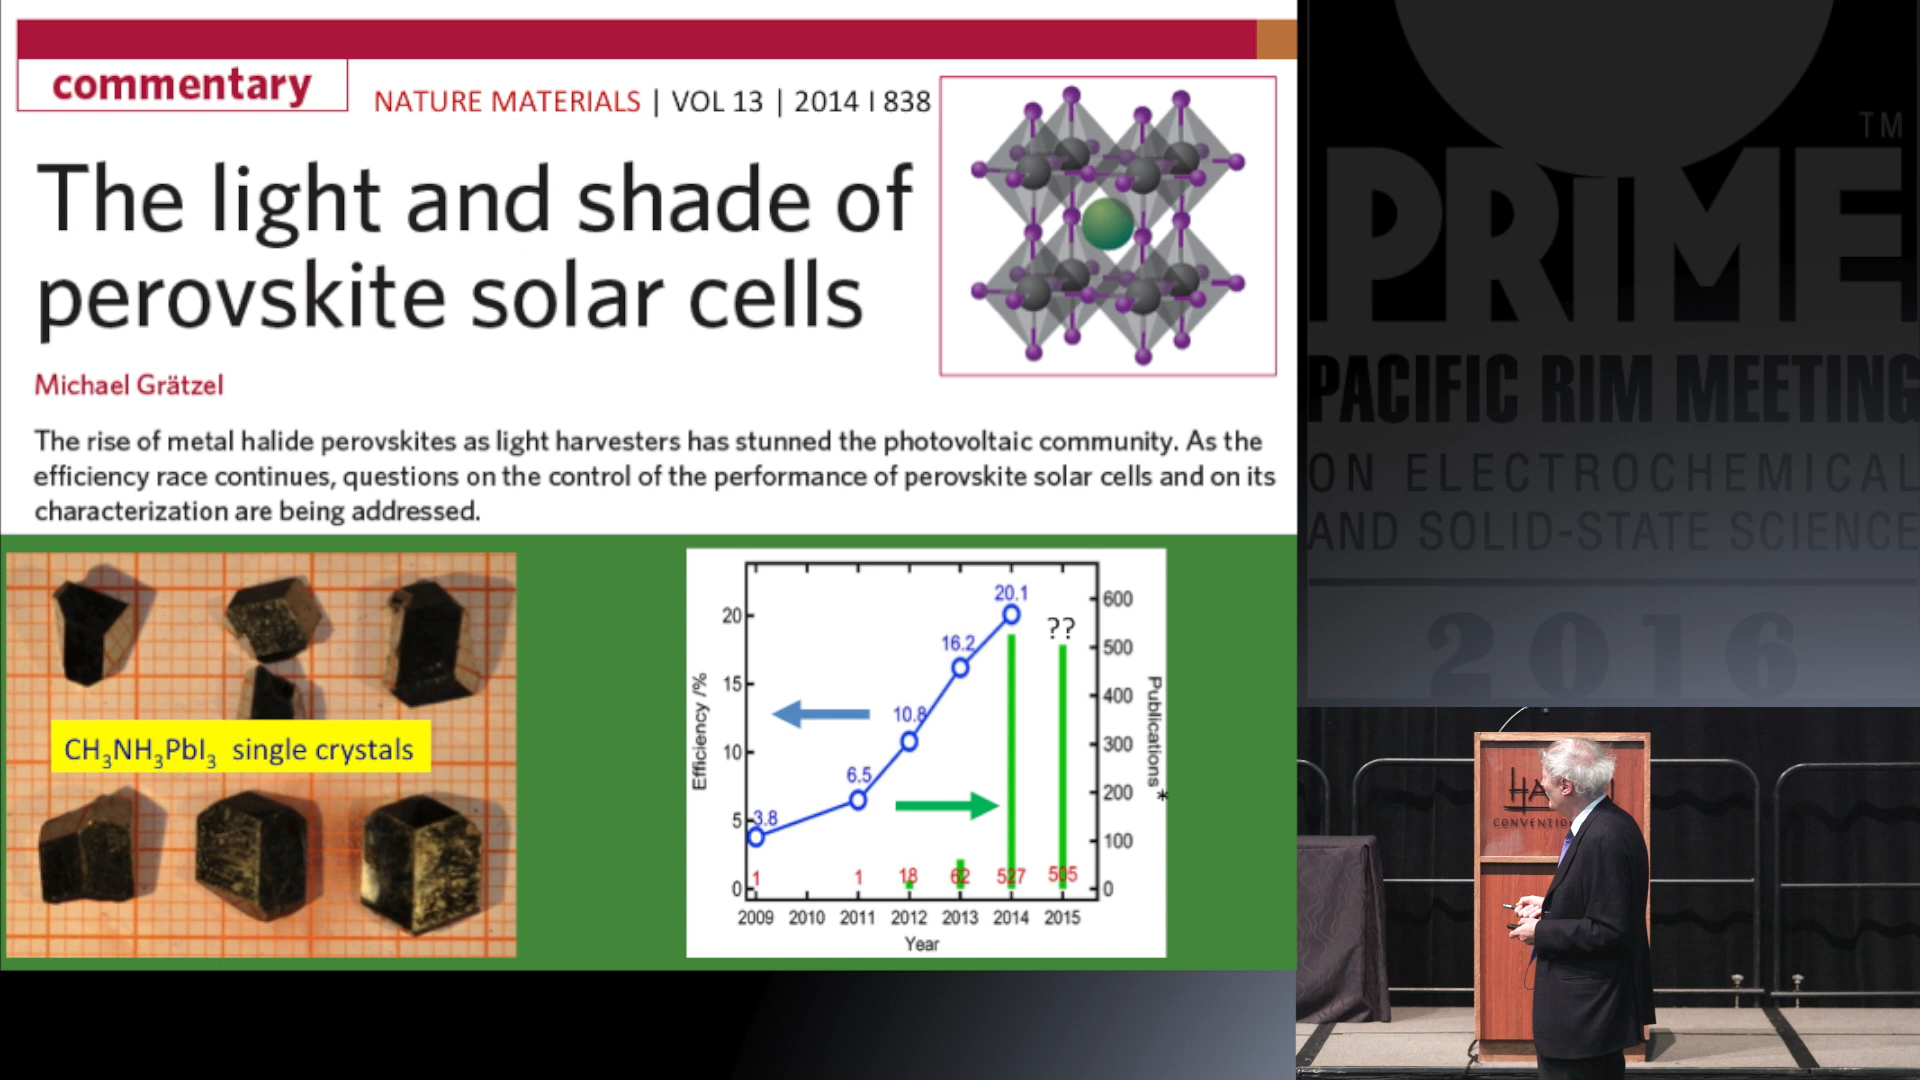 commentary
NATURE MATERIALS | VOL 13 | 2014 I 838
The light and shade of
perovskite solar cells
Michael Grätzel
The rise of metal halide perovskites as light harvesters has stunned the photovoltaic community. As the
efficiency race continues, questions on the control of the performance of perovskite solar cells and on its
characterization are being addressed.
CH₃NH₃PbI₃ single crystals
Efficiency /%
20
15
10
5
0
3.8
6.5
10.8
16.2
20.1
??
1
1
18
62
527
505
600
500
400
300
200
100
0
Publications*
2009 2010 2011 2012 2013 2014 2015
Year
PRiME
TM
PACIFIC RIM MEETING
ON ELECTROCHEMICAL
AND SOLID-STATE SCIENCE
2016